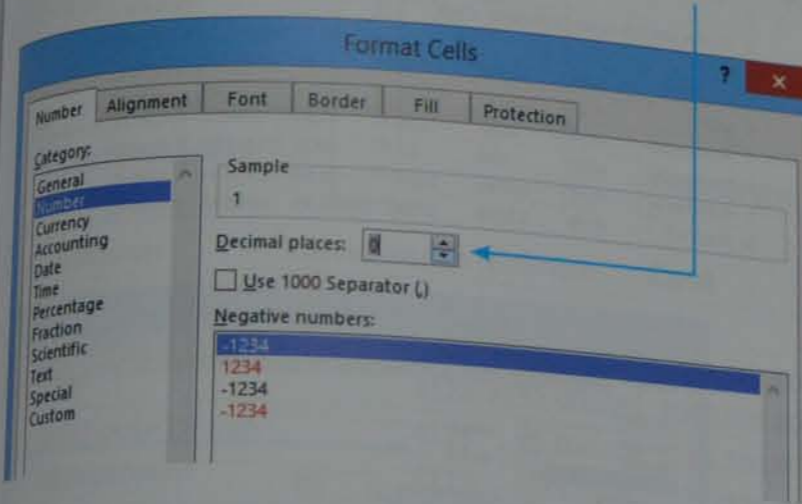 Format Cells
? ×
Number Alignment Font Border Fill Protection
Category:
General
Number
Currency
Accounting
Date
Time
Percentage
Fraction
Scientific
Text
Special
Custom
Sample
1
Decimal places: 0
Use 1000 Separator (,)
Negative numbers:
-1234
1234
-1234
-1234